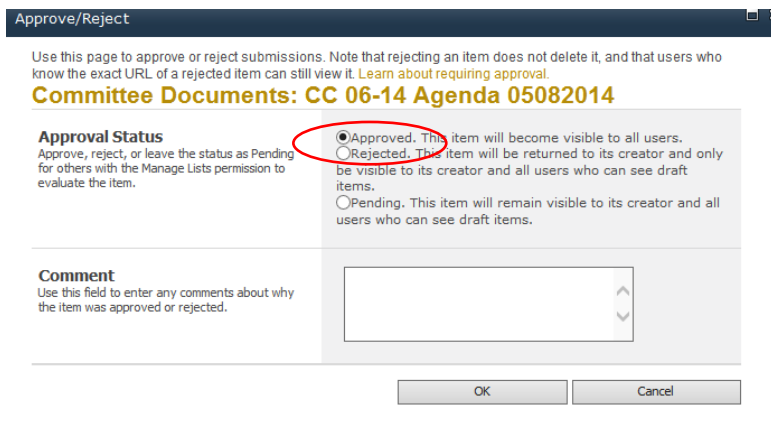 Approve/Reject
Use this page to approve or reject submissions. Note that rejecting an item does not delete it, and that users who
know the exact URL of a rejected item can still view it. Learn about requiring approval.
Committee Documents: CC 06-14 Agenda 05082014
Approval Status
Approve, reject, or leave the status as Pending
for others with the Manage Lists permission to
evaluate the item.
Approved. This item will become visible to all users.
Rejected. This item will be returned to its creator and only
be visible to its creator and all users who can see draft
items.
Pending. This item will remain visible to its creator and all
users who can see draft items.
Comment
Use this field to enter any comments about why
the item was approved or rejected.
OK
Cancel